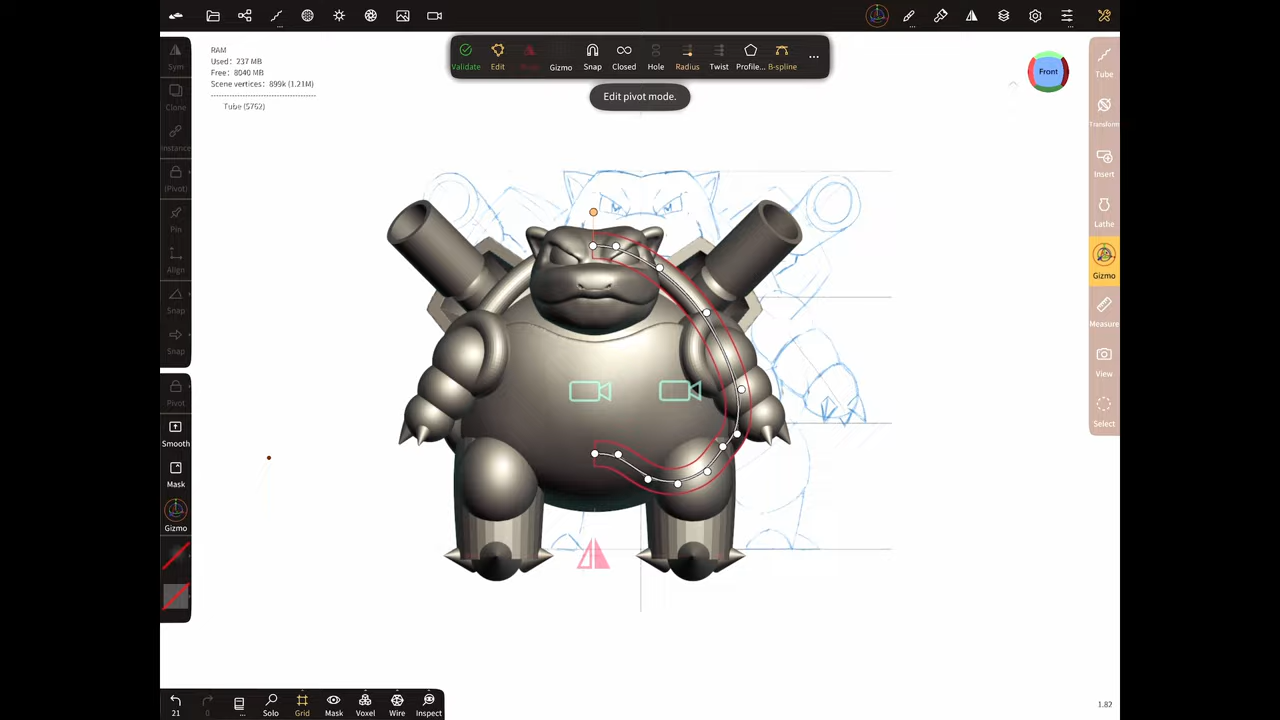 RAM
Used: 237 MB
Free: 8040 MB
Scene vertices: 899k (1.21M)
Tube (5762)
Validate
Edit
Gizmo
Snap
Closed
Hole
Radius
Twist
Profile...
B-spline
...
Edit pivot mode.
Front
Sym
Clone
Instance
(Pivot)
Pin
Align
Snap
Snap
Pivot
Smooth
Mask
Gizmo
Tube
Transform
Insert
Lathe
Gizmo
Measure
View
Select
21
0
...
Solo
Grid
Mask
Voxel
Wire
Inspect
1.82